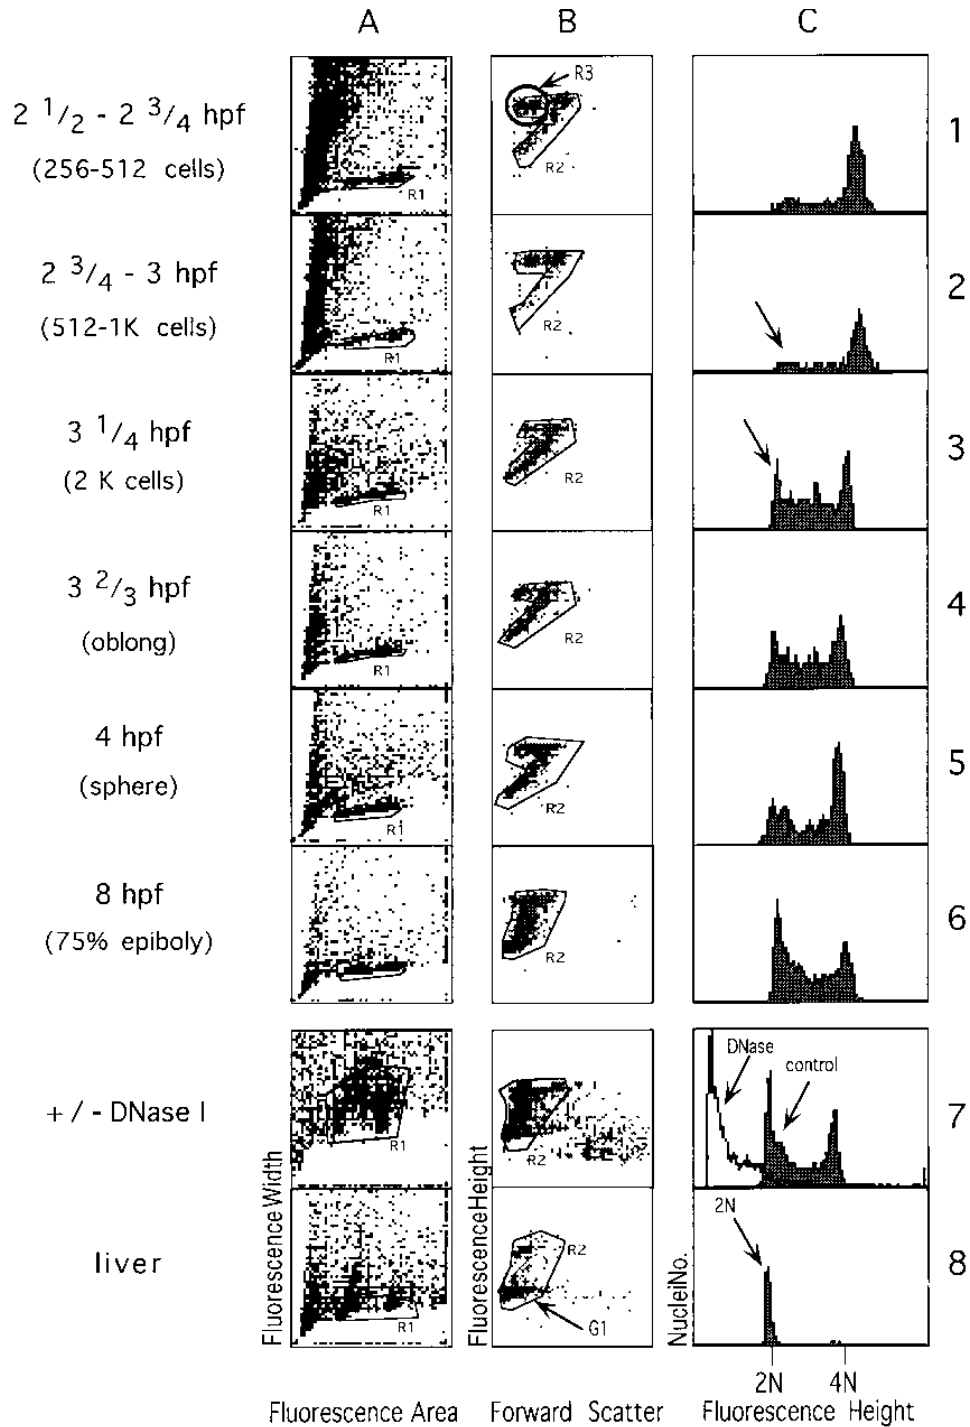 A B C
2 1/2 - 2 3/4 hpf
(256-512 cells)
R1
R3
R2
1
2 3/4 - 3 hpf
(512-1K cells)
R1
R2
2
3 1/4 hpf
(2 K cells)
R1
R2
3
3 2/3 hpf
(oblong)
R1
R2
4
4 hpf
(sphere)
R1
R2
5
8 hpf
(75% epiboly)
R1
R2
6
+ / - DNase I
R1
R2
DNase
control
7
liver
R1
R2
G1
2N
8
Fluorescence Width
Fluorescence Height
Nuclei No.
2N 4N
Fluorescence Area Forward Scatter Fluorescence Height